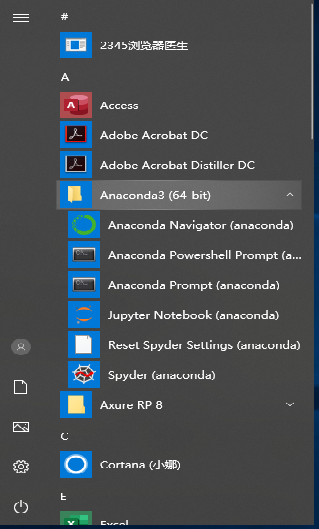 #
2345浏览器医生
A
Access
Adobe Acrobat DC
Adobe Acrobat Distiller DC
Anaconda3 (64-bit)
Anaconda Navigator (anaconda)
Anaconda Powershell Prompt (a...
Anaconda Prompt (anaconda)
Jupyter Notebook (anaconda)
Reset Spyder Settings (anaconda)
Spyder (anaconda)
Axure RP 8
C
Cortana (小娜)
E
Excel